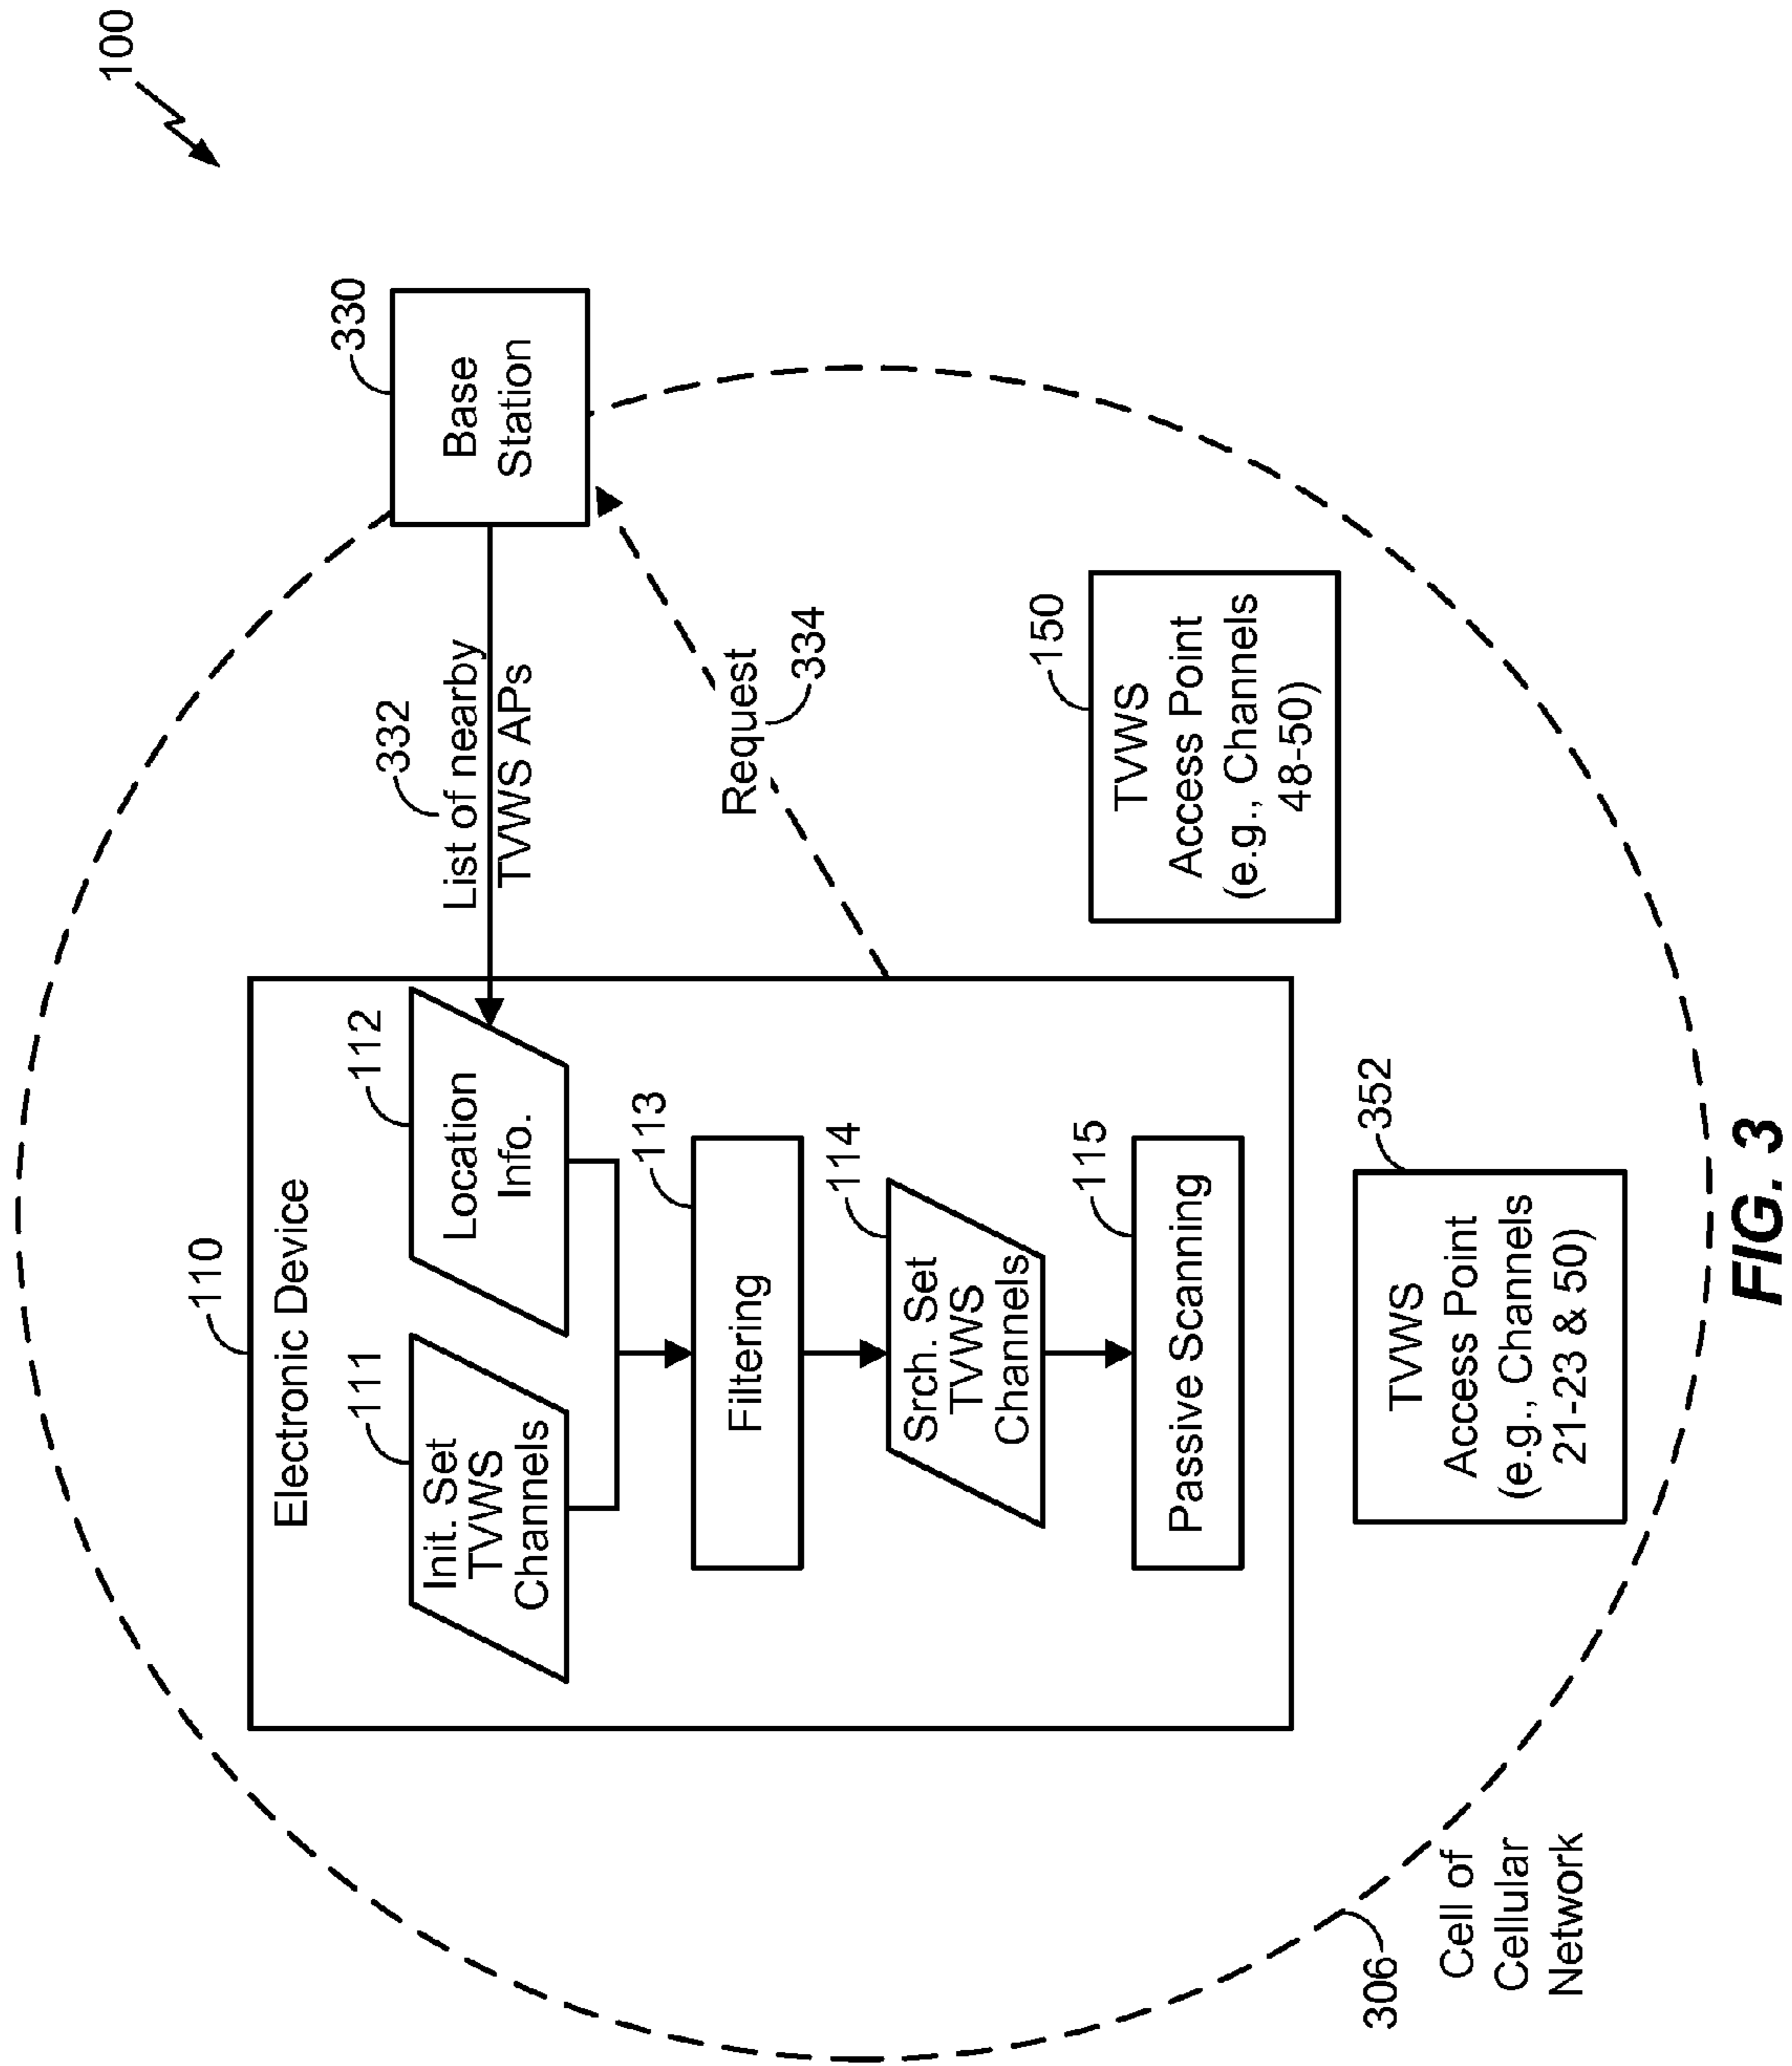 100
110
Electronic Device
111
Init. Set
TVWS
Channels
112
Location
Info.
113
Filtering
114
Srch. Set
TVWS
Channels
115
Passive Scanning
332
List of nearby
TVWS APs
330
Base
Station
Request
334
150
TVWS
Access Point
(e.g., Channels
48-50)
352
TVWS
Access Point
(e.g., Channels
21-23 & 50)
306
Cell of
Cellular
Network
FIG. 3